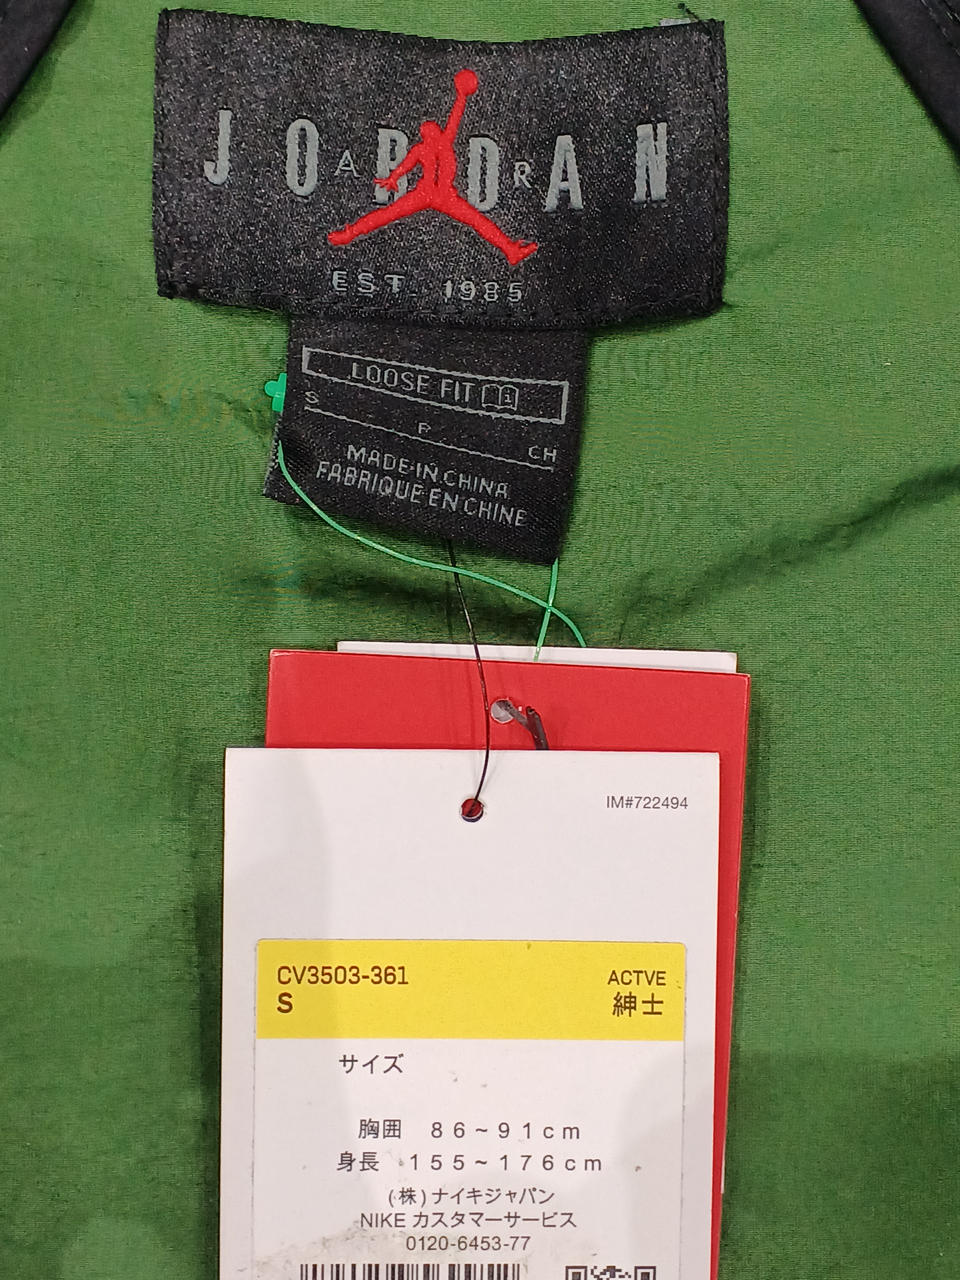 JORDAN
AIR
EST. 1985
LOOSE FIT
S
P
CH
MADE IN CHINA
FABRIQUE EN CHINE
IM#722494
CV3503-361
ACTVE
S
紳士
サイズ
胸囲 86~91cm
身長 155~176cm
(株)ナイキジャパン
NIKE カスタマーサービス
0120-6453-77